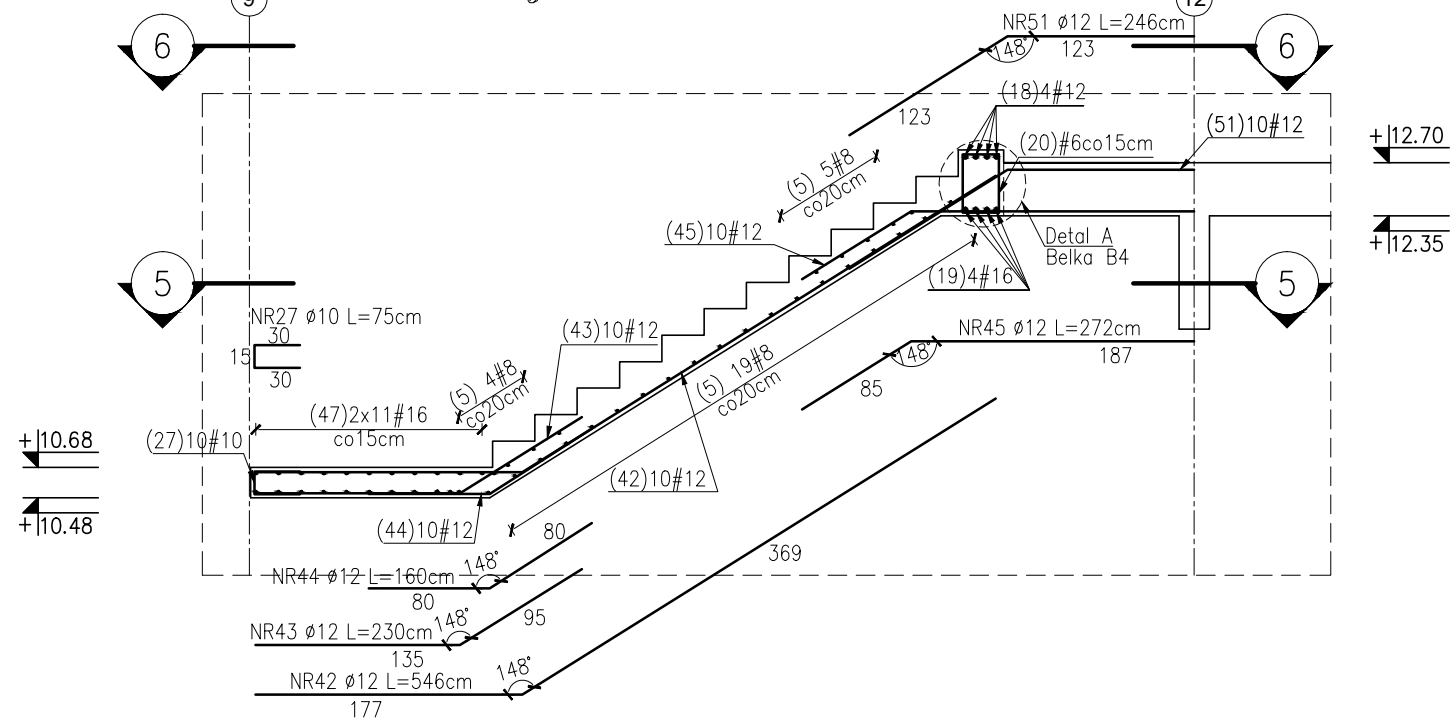 9
12
6
6
NR51 ø12 L=246cm
148°
123
123
(18)4#12
(51)10#12
(20)#6co15cm
+12.70
(5) 5#8
co20cm
(45)10#12
Detal A
Belka B4
+12.35
(19)4#16
5
5
NR27 ø10 L=75cm
30
15
30
(43)10#12
NR45 ø12 L=272cm
148°
187
85
(5) 4#8
co20cm
(5) 19#8
co20cm
(47)2x11#16
co15cm
+10.68
(27)10#10
(42)10#12
+10.48
(44)10#12
80
369
148°
NR44 ø12 L=160cm
80
148°
95
NR43 ø12 L=230cm
135
148°
NR42 ø12 L=546cm
177